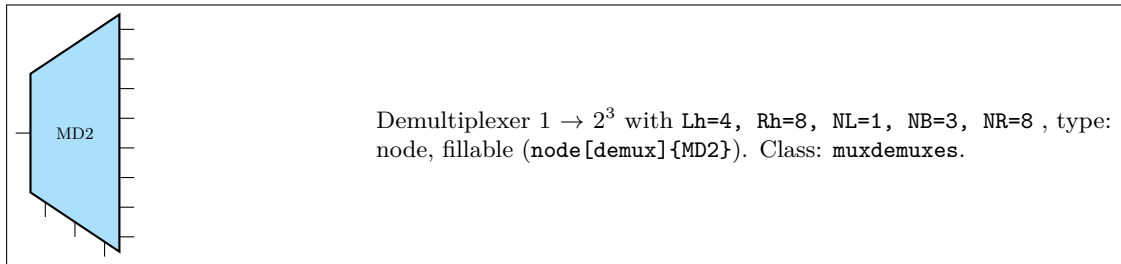 MD2
Demultiplexer 1 → 2³ with Lh=4, Rh=8, NL=1, NB=3, NR=8 , type:
node, fillable (node[demux]{MD2}). Class: muxdemuxes.